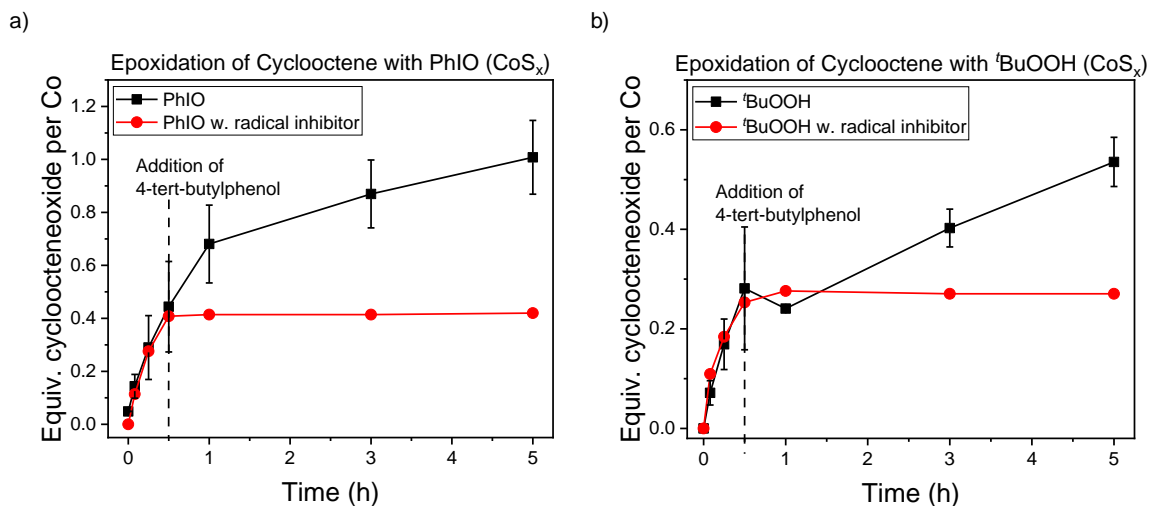 a)
Epoxidation of Cyclooctene with PhIO (CoSₓ)
PhIO
PhIO w. radical inhibitor
Addition of
4-tert-butylphenol
Equiv. cycloocteneoxide per Co
1.2
1.0
0.8
0.6
0.4
0.2
0.0
0
1
2
3
4
5
Time (h)
b)
Epoxidation of Cyclooctene with ᵗBuOOH (CoSₓ)
ᵗBuOOH
ᵗBuOOH w. radical inhibitor
Addition of
4-tert-butylphenol
Equiv. cycloocteneoxide per Co
0.6
0.4
0.2
0.0
0
1
2
3
4
5
Time (h)